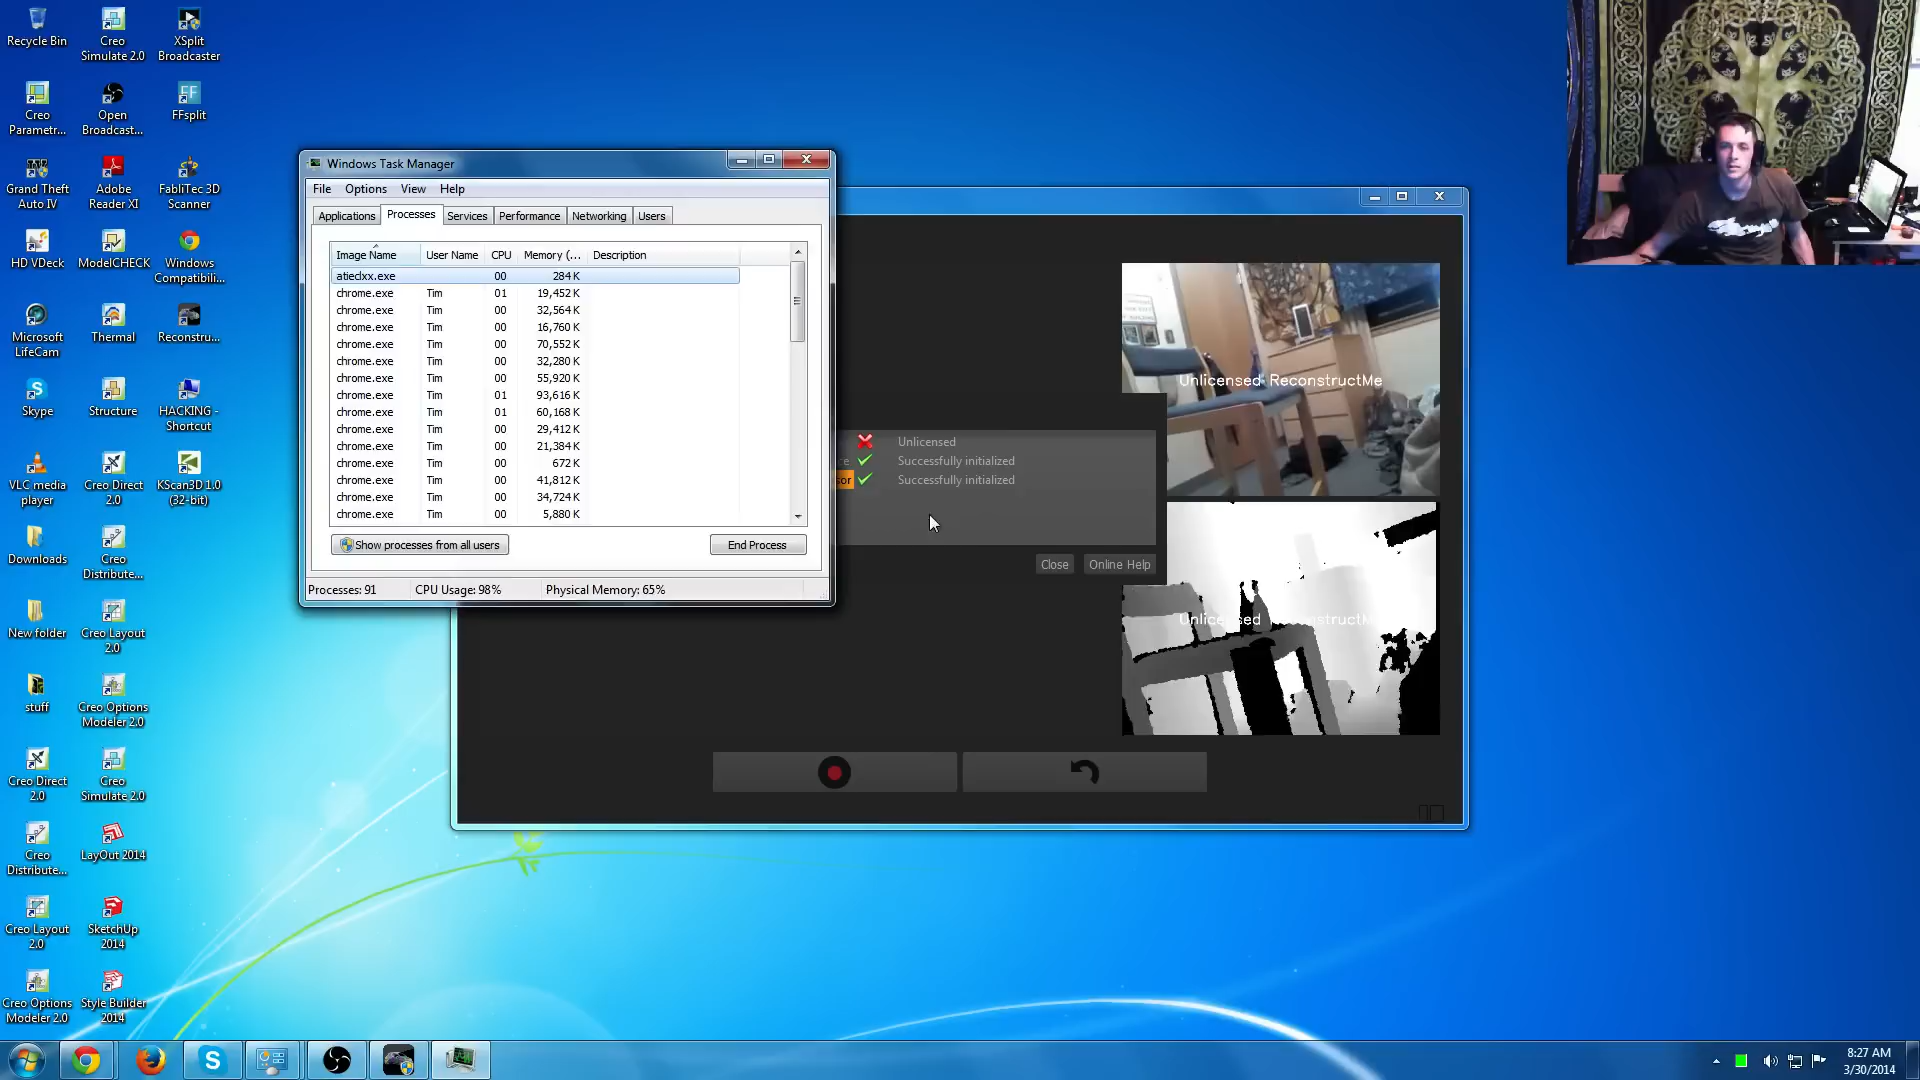 Recycle Bin
Creo
Simulate 2.0
XSplit
Broadcaster
Creo
Parametr...
Open
Broadcast...
FFsplit
Grand Theft
Auto IV
Adobe
Reader XI
FabliTec 3D
Scanner
HD VDeck
ModelCHECK
Windows
Compatibili...
Microsoft
LifeCam
Thermal
Reconstru...
Skype
Structure
HACKING -
Shortcut
VLC media
player
Creo Direct
2.0
KScan3D 1.0
(32-bit)
Downloads
Creo
Distribute...
New folder
Creo Layout
2.0
stuff
Creo Options
Modeler 2.0
Creo Direct
2.0
Creo
Simulate 2.0
Creo
Distribute...
LayOut 2014
Creo Layout
2.0
SketchUp
2014
Creo Options
Modeler 2.0
Style Builder
2014
Windows Task Manager
File Options View Help
Applications Processes Services Performance Networking Users
Image Name User Name CPU Memory (... Description
atieclxx.exe 00 284 K
chrome.exe Tim 01 19,452 K
chrome.exe Tim 00 32,564 K
chrome.exe Tim 00 16,760 K
chrome.exe Tim 00 70,552 K
chrome.exe Tim 00 32,280 K
chrome.exe Tim 00 55,920 K
chrome.exe Tim 01 93,616 K
chrome.exe Tim 01 60,168 K
chrome.exe Tim 00 29,412 K
chrome.exe Tim 00 21,384 K
chrome.exe Tim 00 672 K
chrome.exe Tim 00 41,812 K
chrome.exe Tim 00 34,724 K
chrome.exe Tim 00 5,880 K
Show processes from all users End Process
Processes: 91 CPU Usage: 98% Physical Memory: 65%
Unlicensed
ce Successfully initialized
sor Successfully initialized
Close Online Help
Unlicensed ReconstructMe
Unlicensed ReconstructMe
8:27 AM
3/30/2014